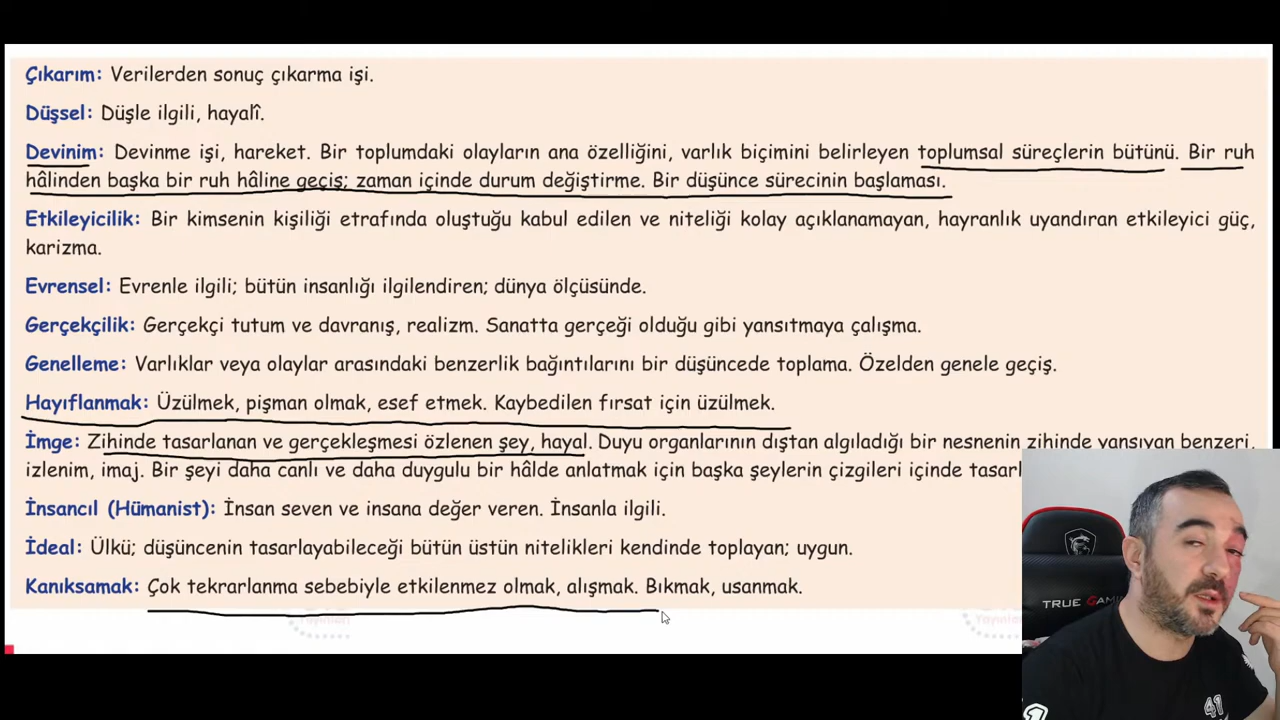 Çıkarım: Verilerden sonuç çıkarma işi.
Düşsel: Düşle ilgili, hayalî.
Devinim: Devinme işi, hareket. Bir toplumdaki olayların ana özelliğini, varlık biçimini belirleyen toplumsal süreçlerin bütünü. Bir ruh
hâlinden başka bir ruh hâline geçiş; zaman içinde durum değiştirme. Bir düşünce sürecinin başlaması.
Etkileyicilik: Bir kimsenin kişiliği etrafında oluştuğu kabul edilen ve niteliği kolay açıklanamayan, hayranlık uyandıran etkileyici güç,
karizma.
Evrensel: Evrenle ilgili; bütün insanlığı ilgilendiren; dünya ölçüsünde.
Gerçekçilik: Gerçekçi tutum ve davranış, realizm. Sanatta gerçeği olduğu gibi yansıtmaya çalışma.
Genelleme: Varlıklar veya olaylar arasındaki benzerlik bağıntılarını bir düşüncede toplama. Özelden genele geçiş.
Hayıflanmak: Üzülmek, pişman olmak, esef etmek. Kaybedilen fırsat için üzülmek.
İmge: Zihinde tasarlanan ve gerçekleşmesi özlenen şey, hayal. Duyu organlarının dıştan algıladığı bir nesnenin zihinde yansıyan benzeri,
izlenim, imaj. Bir şeyi daha canlı ve daha duygulu bir hâlde anlatmak için başka şeylerin çizgileri içinde
İnsancıl (Hümanist): İnsan seven ve insana değer veren. İnsanla ilgili.
İdeal: Ülkü; düşüncenin tasarlayabileceği bütün üstün nitelikleri kendinde toplayan; uygun.
Kanıksamak: Çok tekrarlanma sebebiyle etkilenmez olmak, alışmak. Bıkmak, usanmak.
Yayınları
TRUE
41